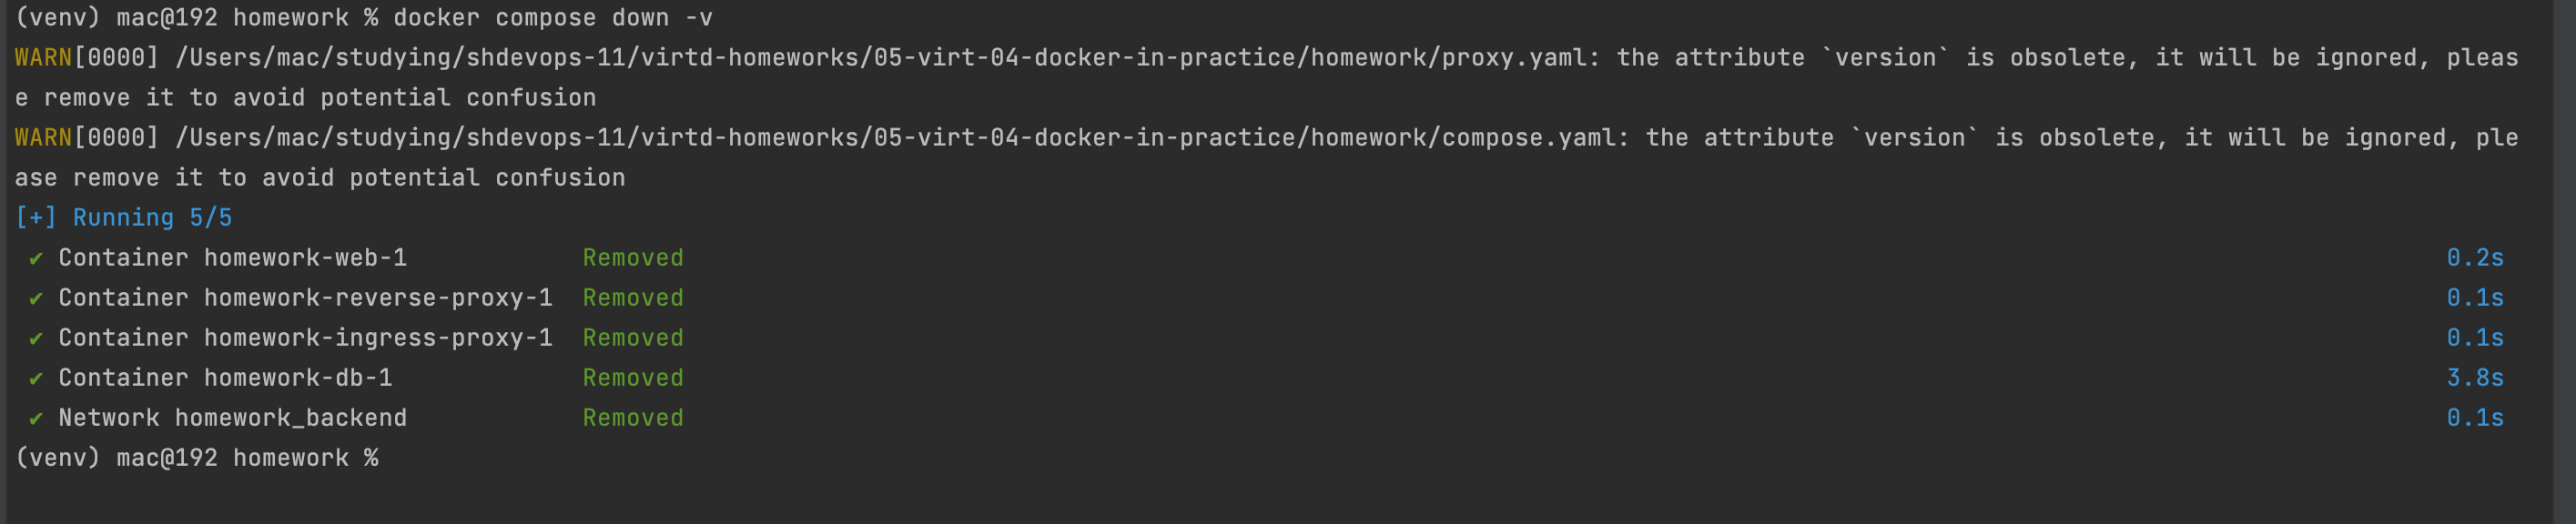 (venv) mac@192 homework % docker compose down -v
WARN[0000] /Users/mac/studying/shdevops-11/virtd-homeworks/05-virt-04-docker-in-practice/homework/proxy.yaml: the attribute `version` is obsolete, it will be ignored, pleas
e remove it to avoid potential confusion
WARN[0000] /Users/mac/studying/shdevops-11/virtd-homeworks/05-virt-04-docker-in-practice/homework/compose.yaml: the attribute `version` is obsolete, it will be ignored, ple
ase remove it to avoid potential confusion
[+] Running 5/5
✔ Container homework-web-1 Removed 0.2s
✔ Container homework-reverse-proxy-1 Removed 0.1s
✔ Container homework-ingress-proxy-1 Removed 0.1s
✔ Container homework-db-1 Removed 3.8s
✔ Network homework_backend Removed 0.1s
(venv) mac@192 homework %